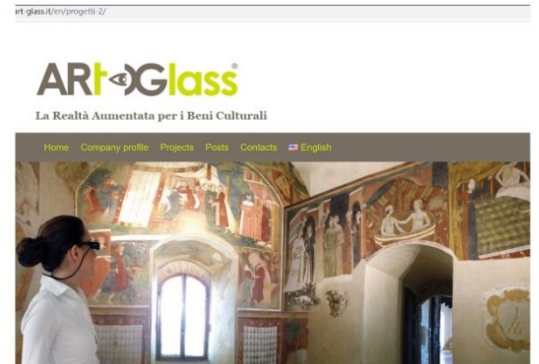 art-glass.it/en/progetti-2/
ARt Glass
La Realtà Aumentata per i Beni Culturali
Home Company profile Projects Posts Contacts English